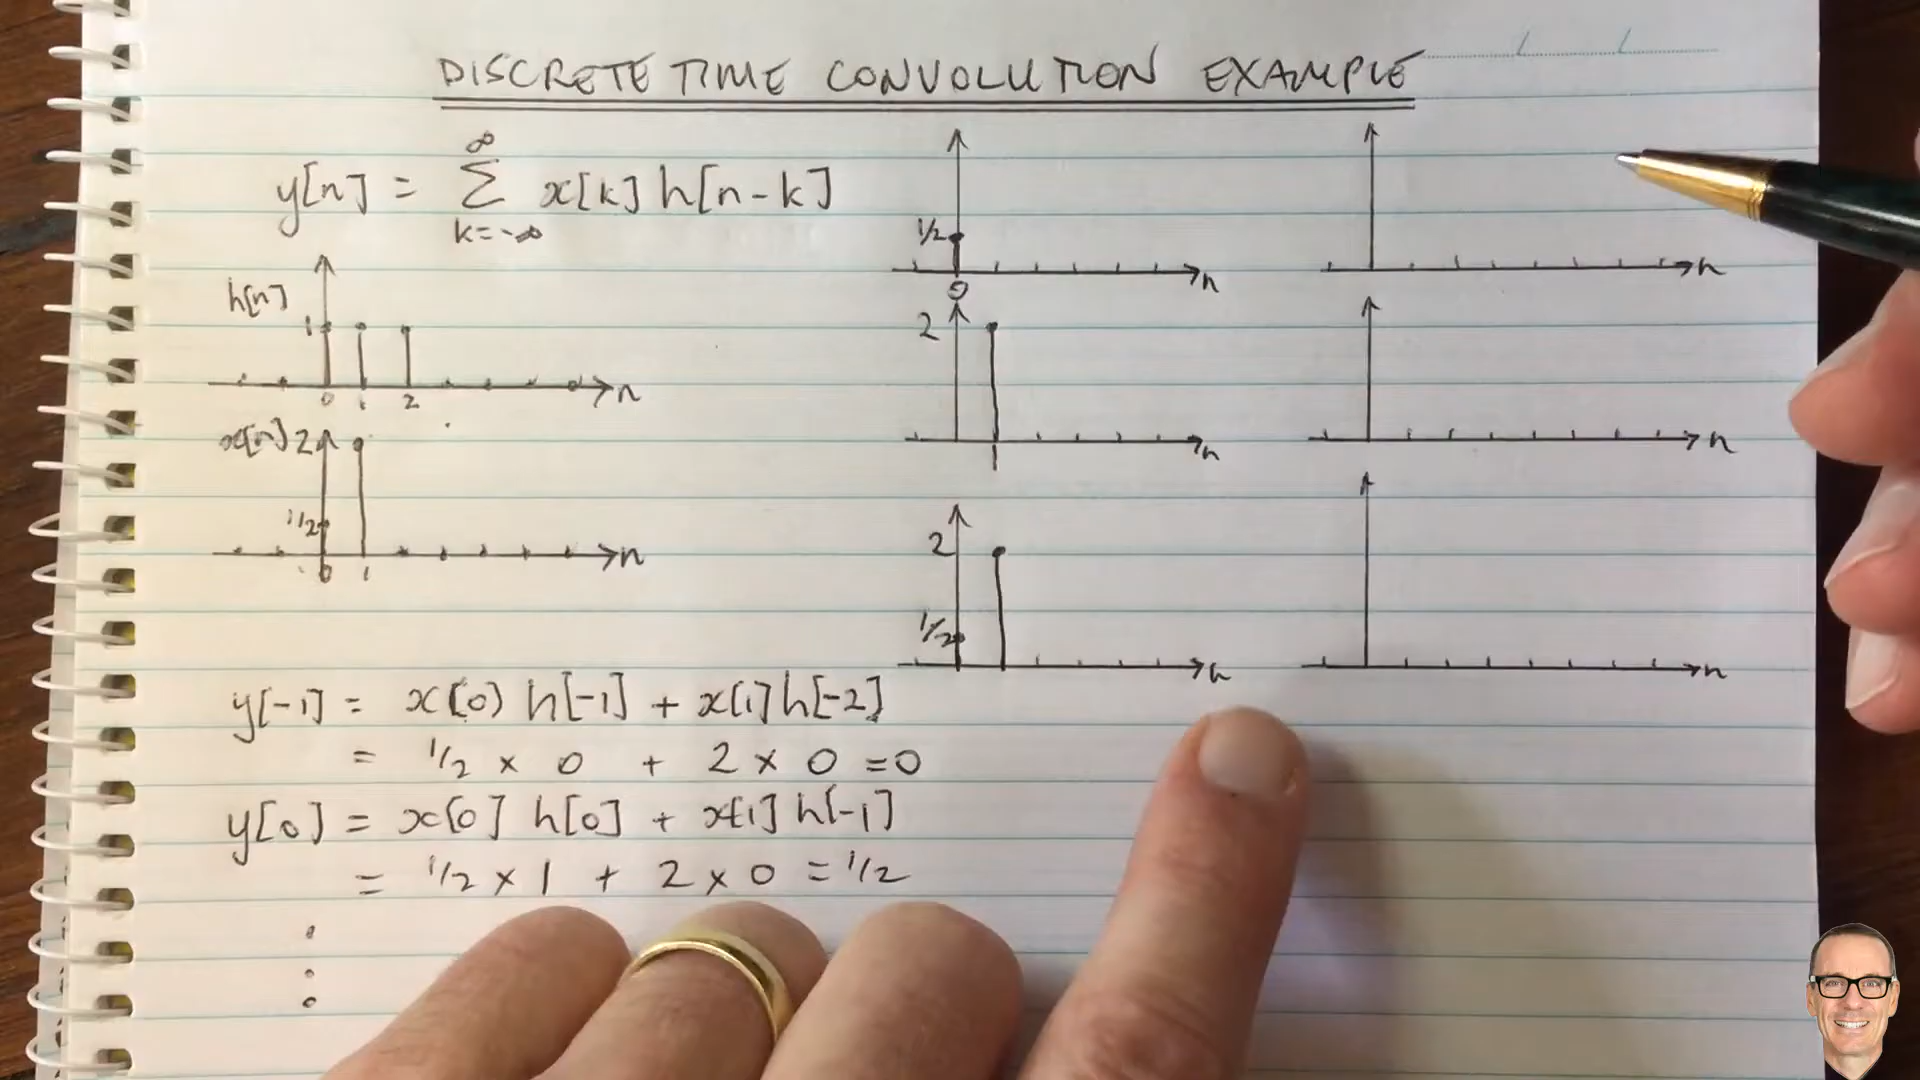 DISCRETE TIME CONVOLUTION EXAMPLE
y[n] = ∞ Σ k=-∞ x[k] h[n-k]
h[n]
1
0 1 2 n
x[n] 2
1/2
0 1 n
y[-1] = x[0] h[-1] + x[1] h[-2]
= 1/2 × 0 + 2 × 0 = 0
y[0] = x[0] h[0] + x[1] h[-1]
= 1/2 × 1 + 2 × 0 = 1/2
1/2
0 n
2
1 n
2
1/2
n
n
n
n